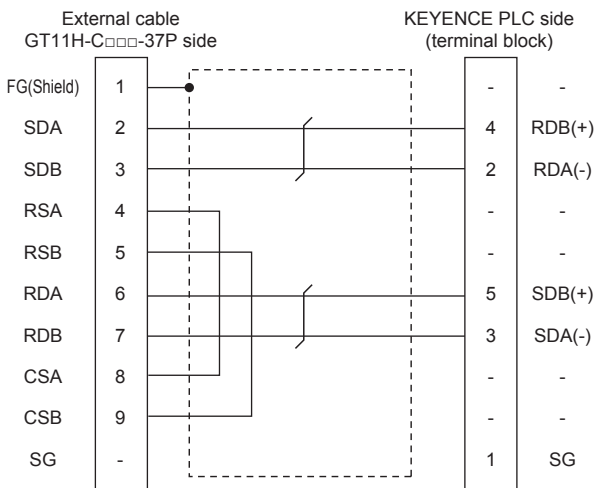 External cable
GT11H-C□□□-37P side
KEYENCE PLC side
(terminal block)
FG(Shield) 1 - -
SDA 2 4 RDB(+)
SDB 3 2 RDA(-)
RSA 4 - -
RSB 5 - -
RDA 6 5 SDB(+)
RDB 7 3 SDA(-)
CSA 8 - -
CSB 9 - -
SG - 1 SG